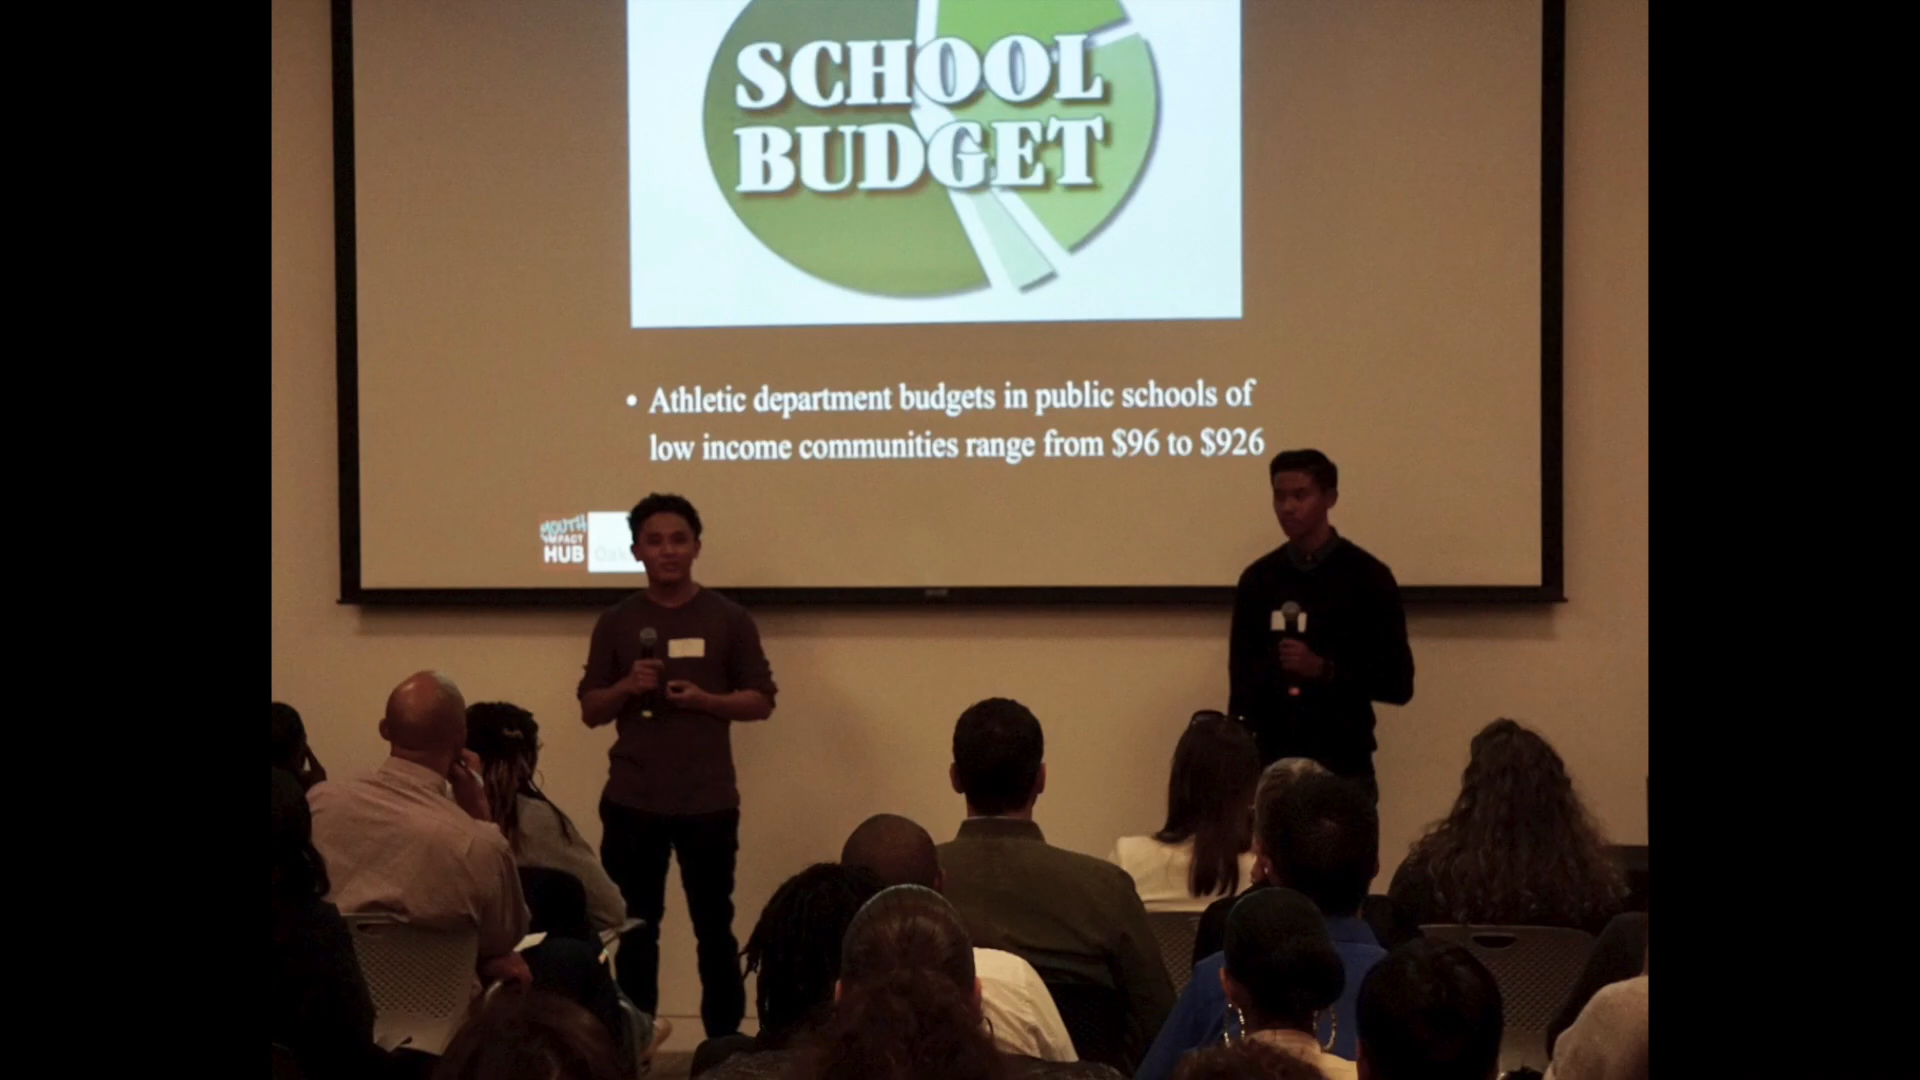 SCHOOL
BUDGET
• Athletic department budgets in public schools of
low income communities range from $96 to $926
YOUTH
IMPACT
HUB
Oak